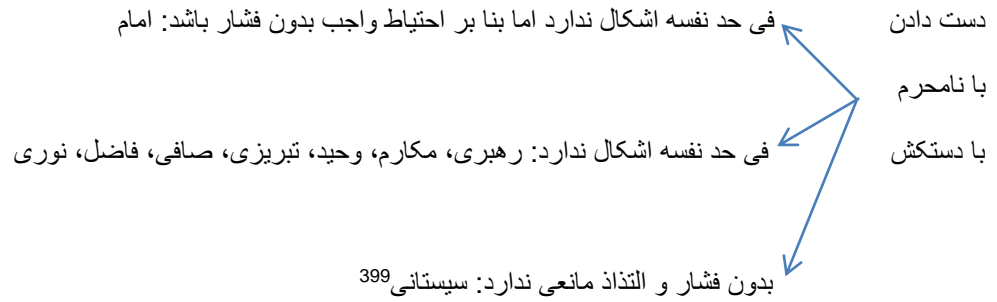 دست دادن
با نامحرم
با دستکش
فی حد نفسه اشکال ندارد اما بنا بر احتیاط واجب بدون فشار باشد: امام
فی حد نفسه اشکال ندارد: رهبری، مکارم، وحید، تبریزی، صافی، فاضل، نوری
بدون فشار و التذاذ مانعی ندارد: سیستانی399